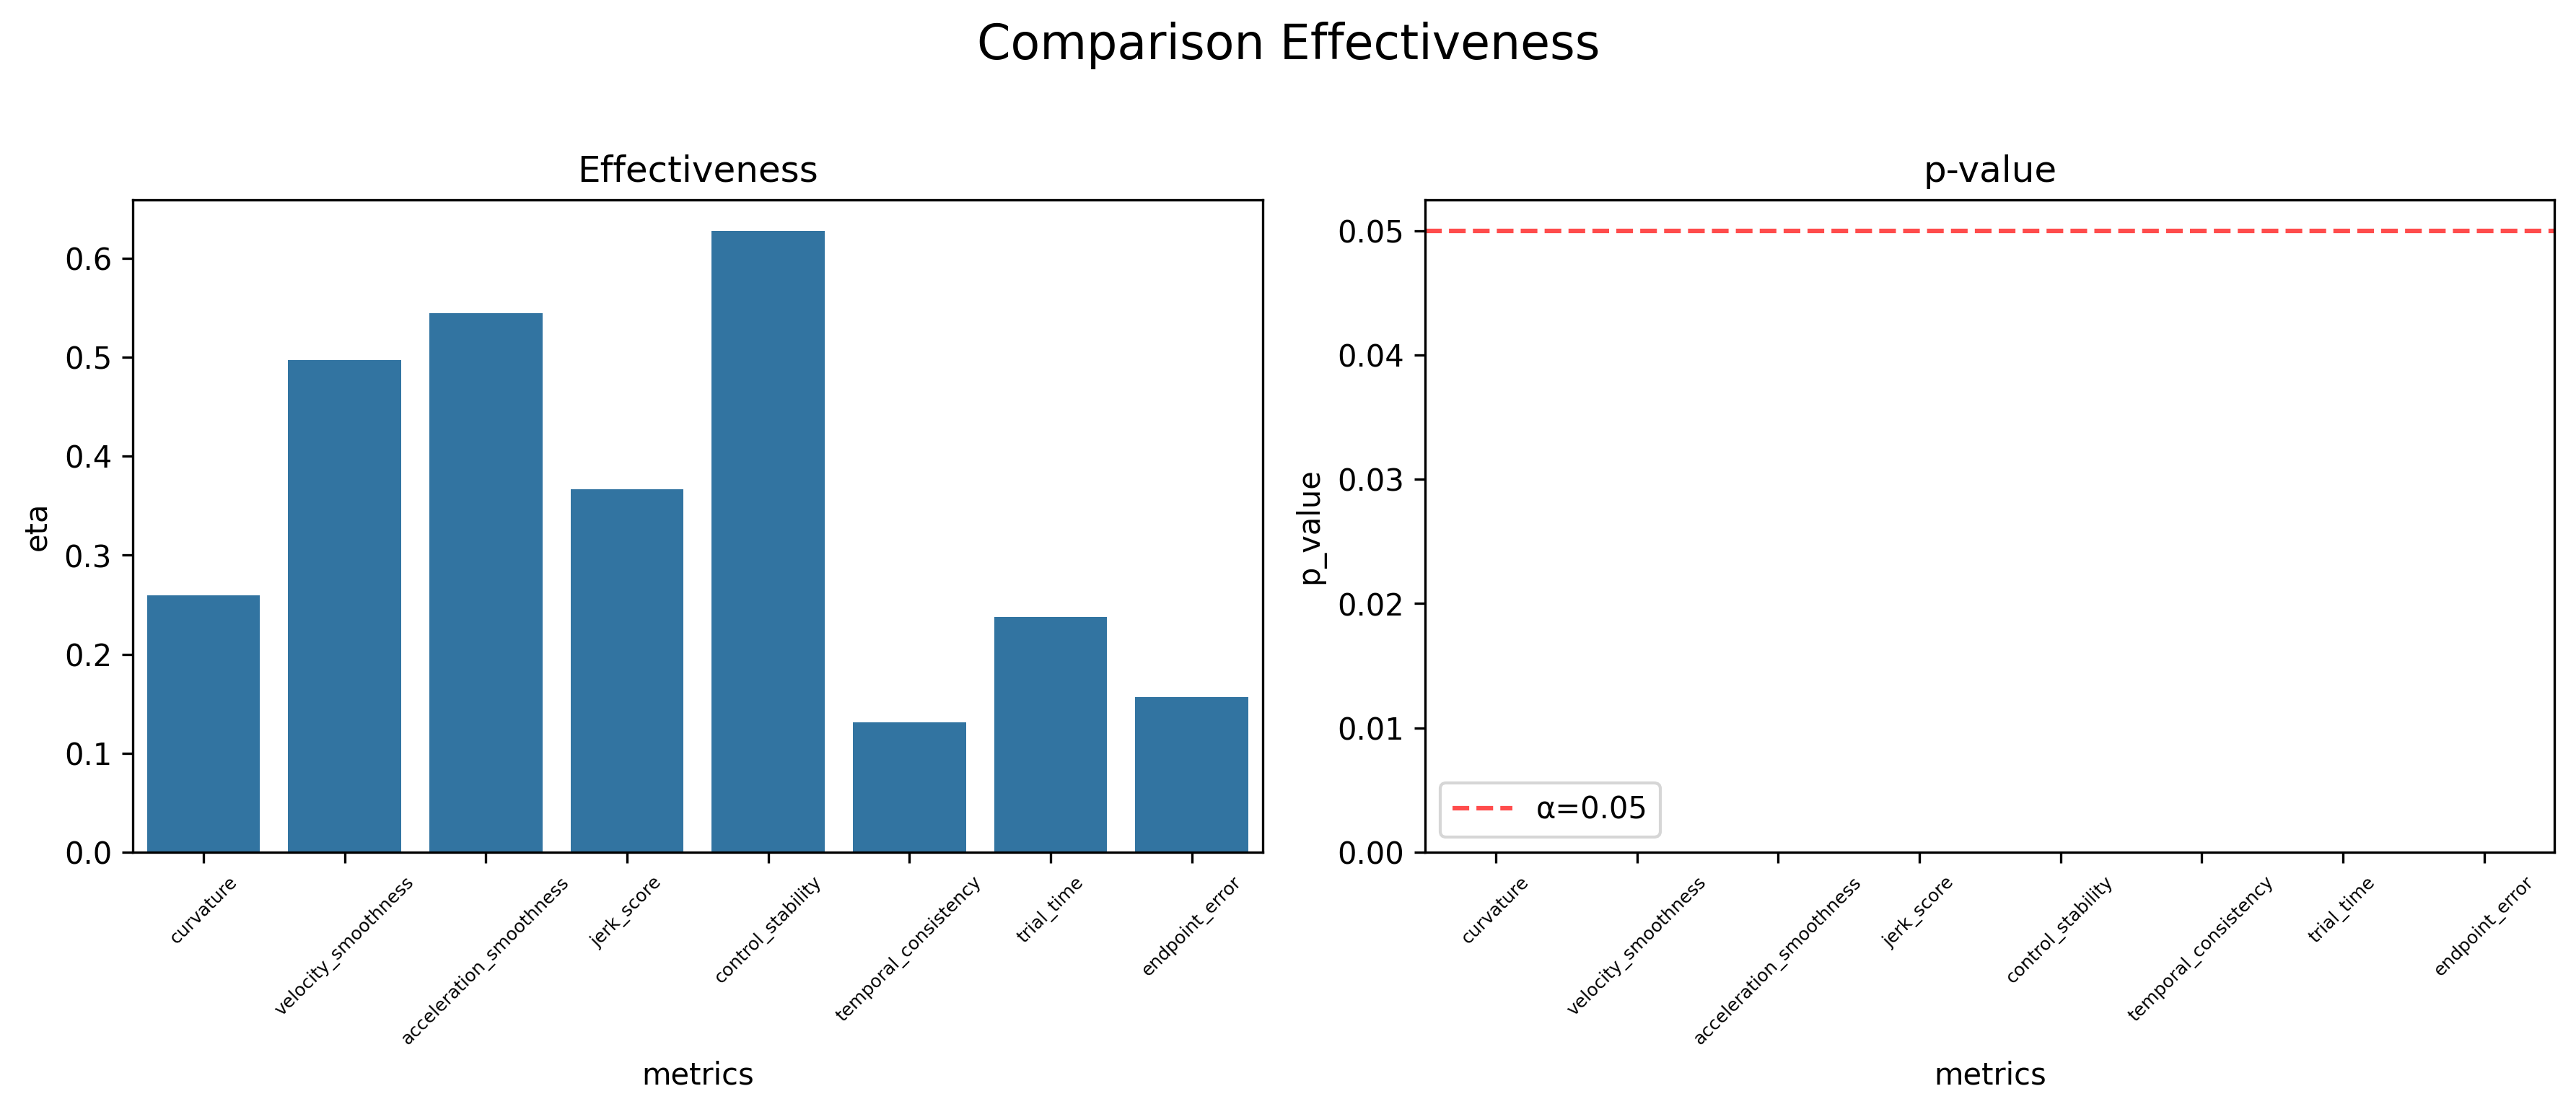 Comparison Effectiveness
Effectiveness
eta
0.6
0.5
0.4
0.3
0.2
0.1
0.0
curvature
velocity_smoothness
acceleration_smoothness
jerk_score
control_stability
temporal_consistency
trial_time
endpoint_error
metrics
p-value
p_value
0.05
0.04
0.03
0.02
0.01
0.00
α=0.05
curvature
velocity_smoothness
acceleration_smoothness
jerk_score
control_stability
temporal_consistency
trial_time
endpoint_error
metrics